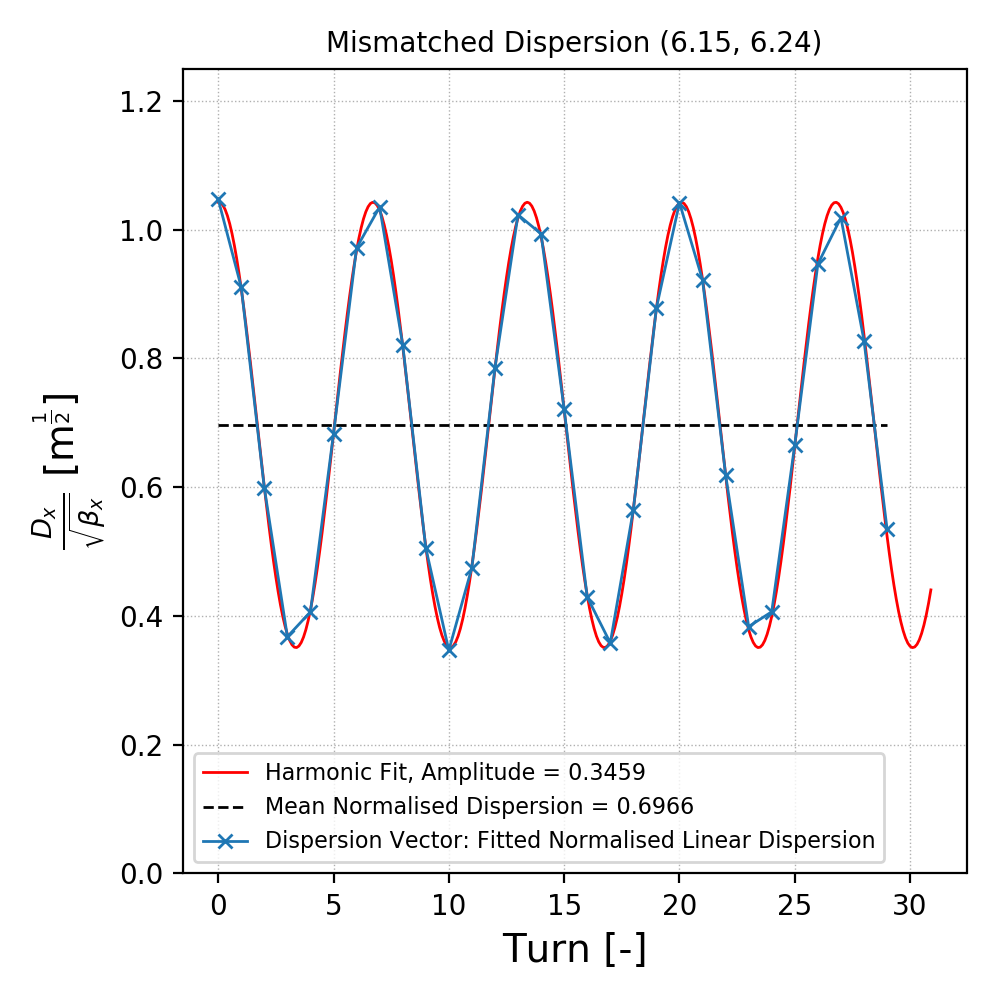 Mismatched Dispersion (6.15, 6.24)
D_x / √β_x [m^{1/2}]
1.2
1.0
0.8
0.6
0.4
0.2
0.0
Harmonic Fit, Amplitude = 0.3459
Mean Normalised Dispersion = 0.6966
Dispersion Vector: Fitted Normalised Linear Dispersion
0 5 10 15 20 25 30
Turn [-]